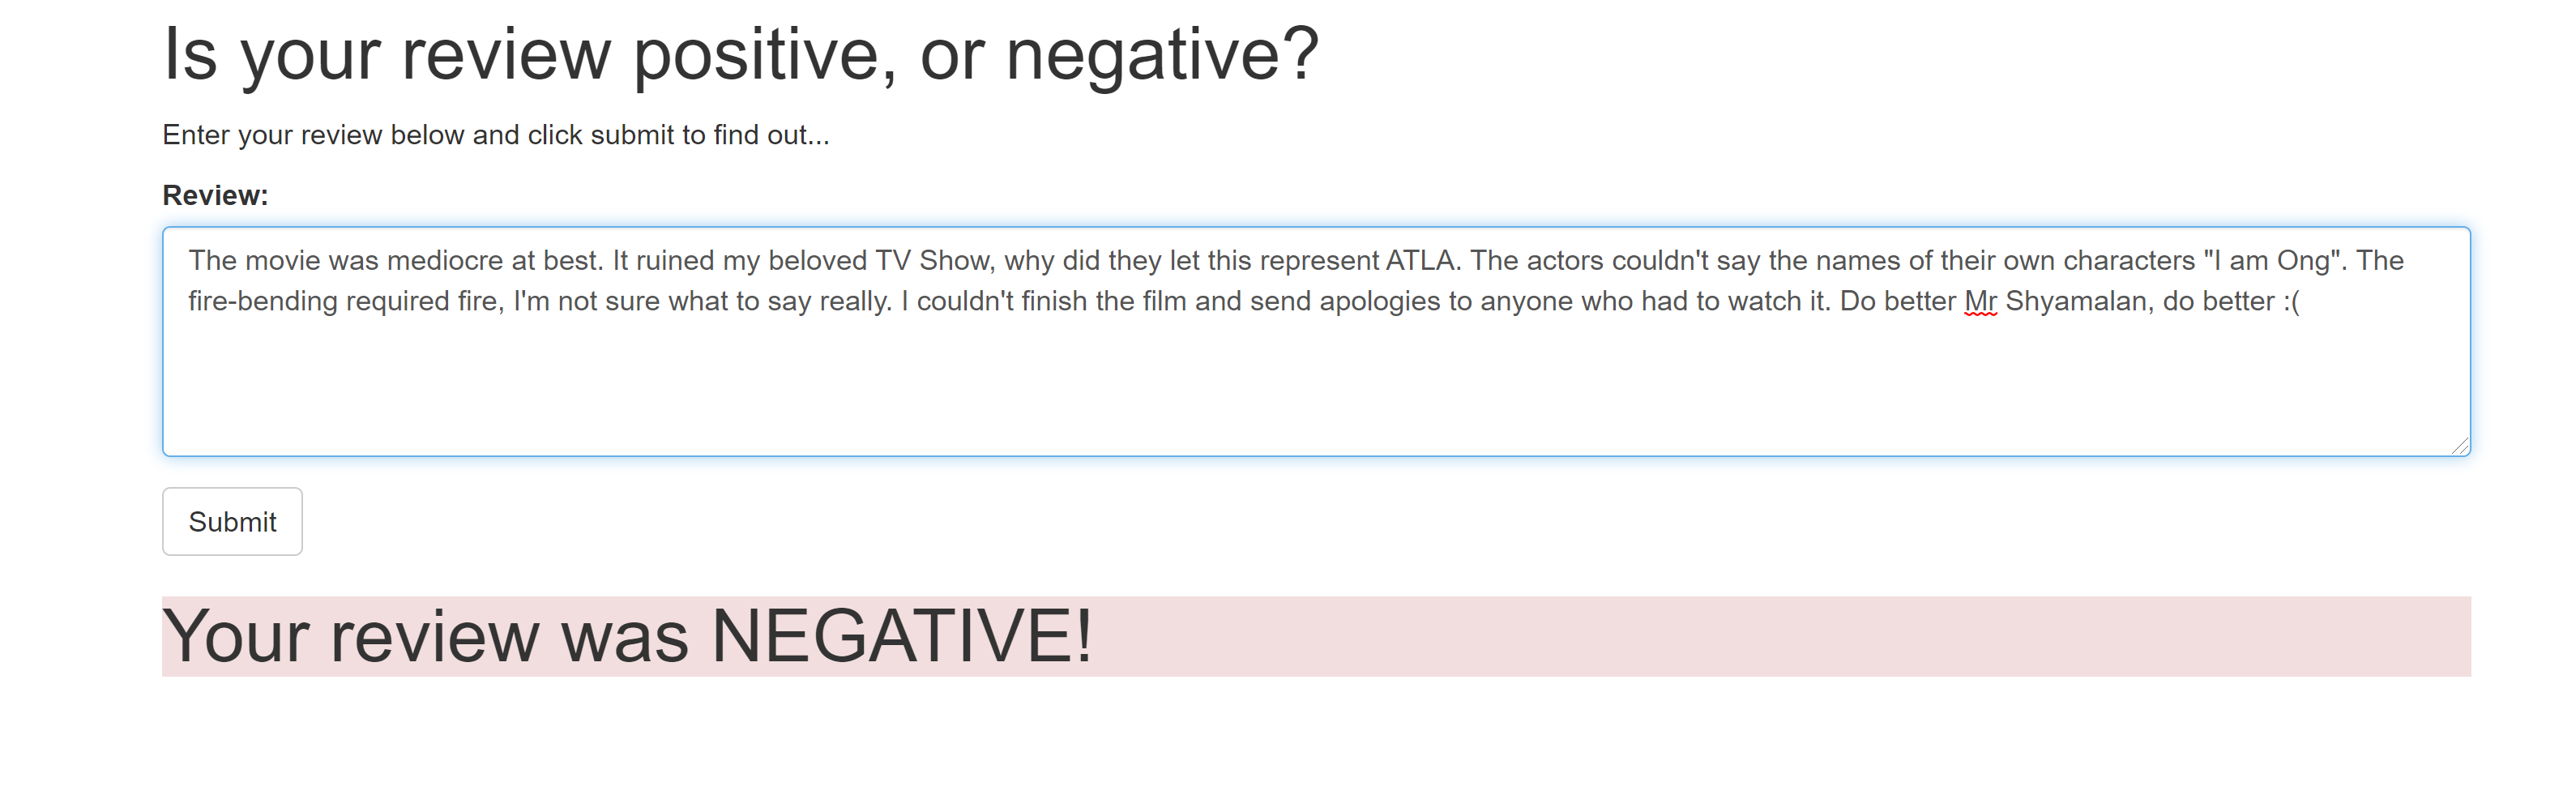 Is your review positive, or negative?
Enter your review below and click submit to find out...
Review:
The movie was mediocre at best. It ruined my beloved TV Show, why did they let this represent ATLA. The actors couldn't say the names of their own characters "I am Ong". The
fire-bending required fire, I'm not sure what to say really. I couldn't finish the film and send apologies to anyone who had to watch it. Do better Mr Shyamalan, do better :(
Submit
Your review was NEGATIVE!